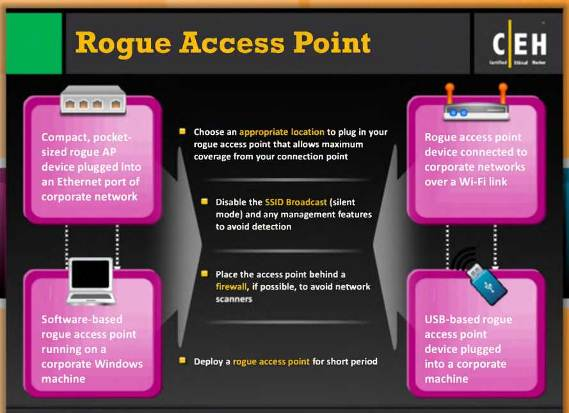 Rogue Access Point
CEH
Certified Ethical Hacker
Compact, pocket-
sized rogue AP
device plugged into
an Ethernet port of
corporate network
Choose an appropriate location to plug in your
rogue access point that allows maximum
coverage from your connection point
Disable the SSID Broadcast (silent
mode) and any management features
to avoid detection
Place the access point behind a
firewall, if possible, to avoid network
scanners
Deploy a rogue access point for short period
Rogue access point
device connected to
corporate networks
over a Wi-Fi link
Software-based
rogue access point
running on a
corporate Windows
machine
USB-based rogue
access point
device plugged
into a corporate
machine